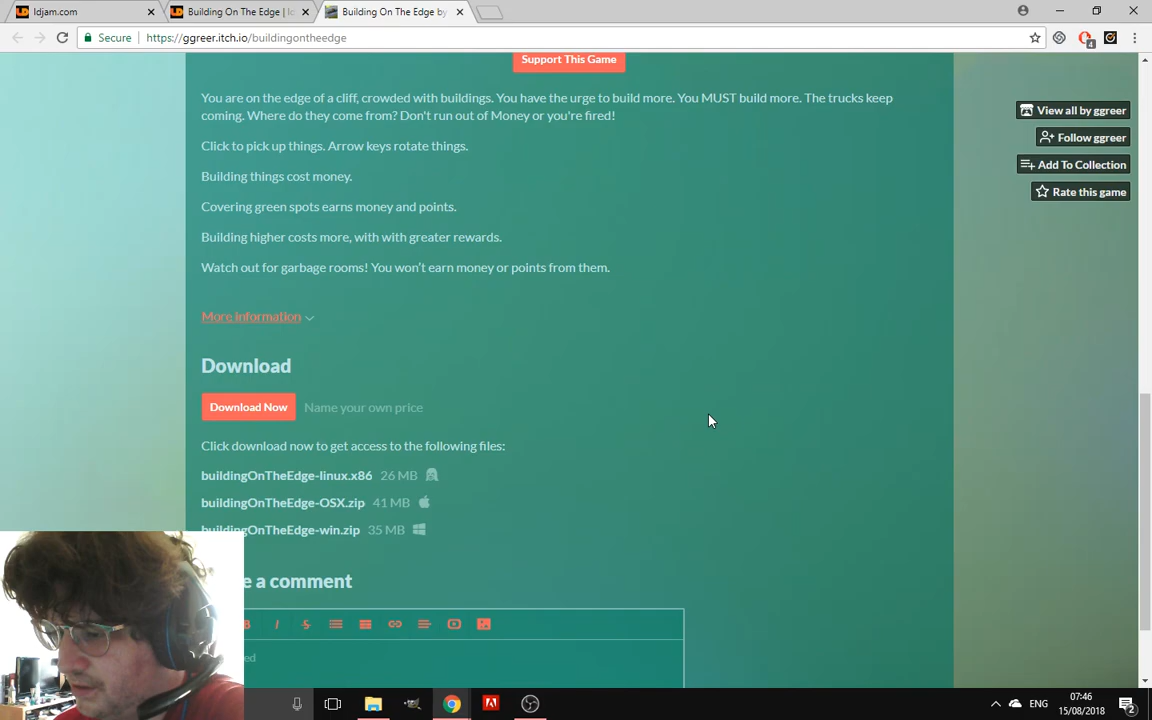 ldjam.com
Building On The Edge | l
Building On The Edge by
Secure
https://ggreer.itch.io/buildingontheedge
4
Support This Game
You are on the edge of a cliff, crowded with buildings. You have the urge to build more. You MUST build more. The trucks keep
coming. Where do they come from? Don't run out of Money or you're fired!
Click to pick up things. Arrow keys rotate things.
Building things cost money.
Covering green spots earns money and points.
Building higher costs more, with with greater rewards.
Watch out for garbage rooms! You won't earn money or points from them.
View all by ggreer
Follow ggreer
Add To Collection
Rate this game
More information
Download
Download Now Name your own price
Click download now to get access to the following files:
buildingOnTheEdge-linux.x86 26 MB
buildingOnTheEdge-OSX.zip 41 MB
buildingOnTheEdge-win.zip 35 MB
e a comment
B I S
ed
ENG
07:46
15/08/2018
2